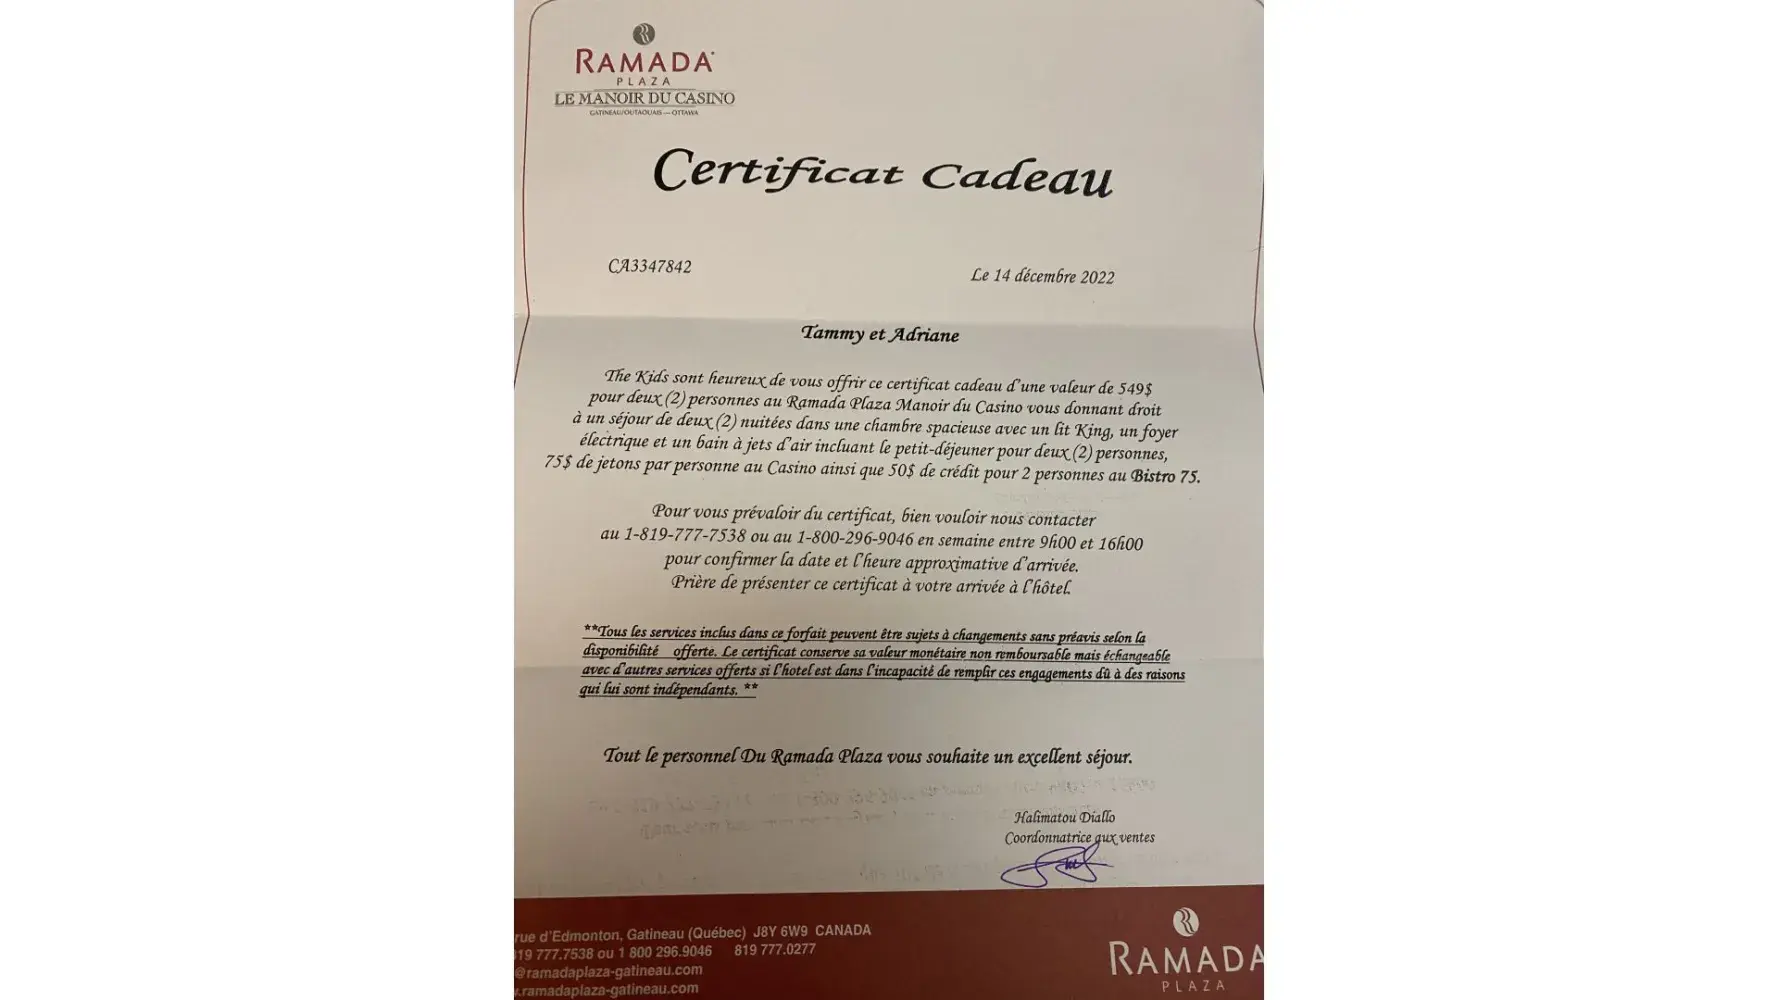 RAMADA
PLAZA
LE MANOIR DU CASINO
GATINEAU/OUTAOUAIS — OTTAWA
Certificat Cadeau
CA3347842
Le 14 décembre 2022
Tammy et Adriane
The Kids sont heureux de vous offrir ce certificat cadeau d'une valeur de 549$
pour deux (2) personnes au Ramada Plaza Manoir du Casino vous donnant droit
à un séjour de deux (2) nuitées dans une chambre spacieuse avec un lit King, un foyer
électrique et un bain à jets d'air incluant le petit-déjeuner pour deux (2) personnes,
75$ de jetons par personne au Casino ainsi que 50$ de crédit pour 2 personnes au Bistro 75.
Pour vous prévaloir du certificat, bien vouloir nous contacter
au 1-819-777-7538 ou au 1-800-296-9046 en semaine entre 9h00 et 16h00
pour confirmer la date et l'heure approximative d'arrivée.
Prière de présenter ce certificat à votre arrivée à l'hôtel.
**Tous les services inclus dans ce forfait peuvent être sujets à changements sans préavis selon la
disponibilité offerte. Le certificat conserve sa valeur monétaire non remboursable mais échangeable
avec d'autres services offerts si l'hotel est dans l'incapacité de remplir ces engagements dû à des raisons
qui lui sont indépendants. **
Tout le personnel Du Ramada Plaza vous souhaite un excellent séjour.
Halimatou Diallo
Coordonnatrice aux ventes
rue d'Edmonton, Gatineau (Québec) J8Y 6W9 CANADA
19 777.7538 ou 1 800 296.9046 819 777.0277
@ramadaplaza-gatineau.com
.ramadaplaza-gatineau.com
RAMADA
PLAZA